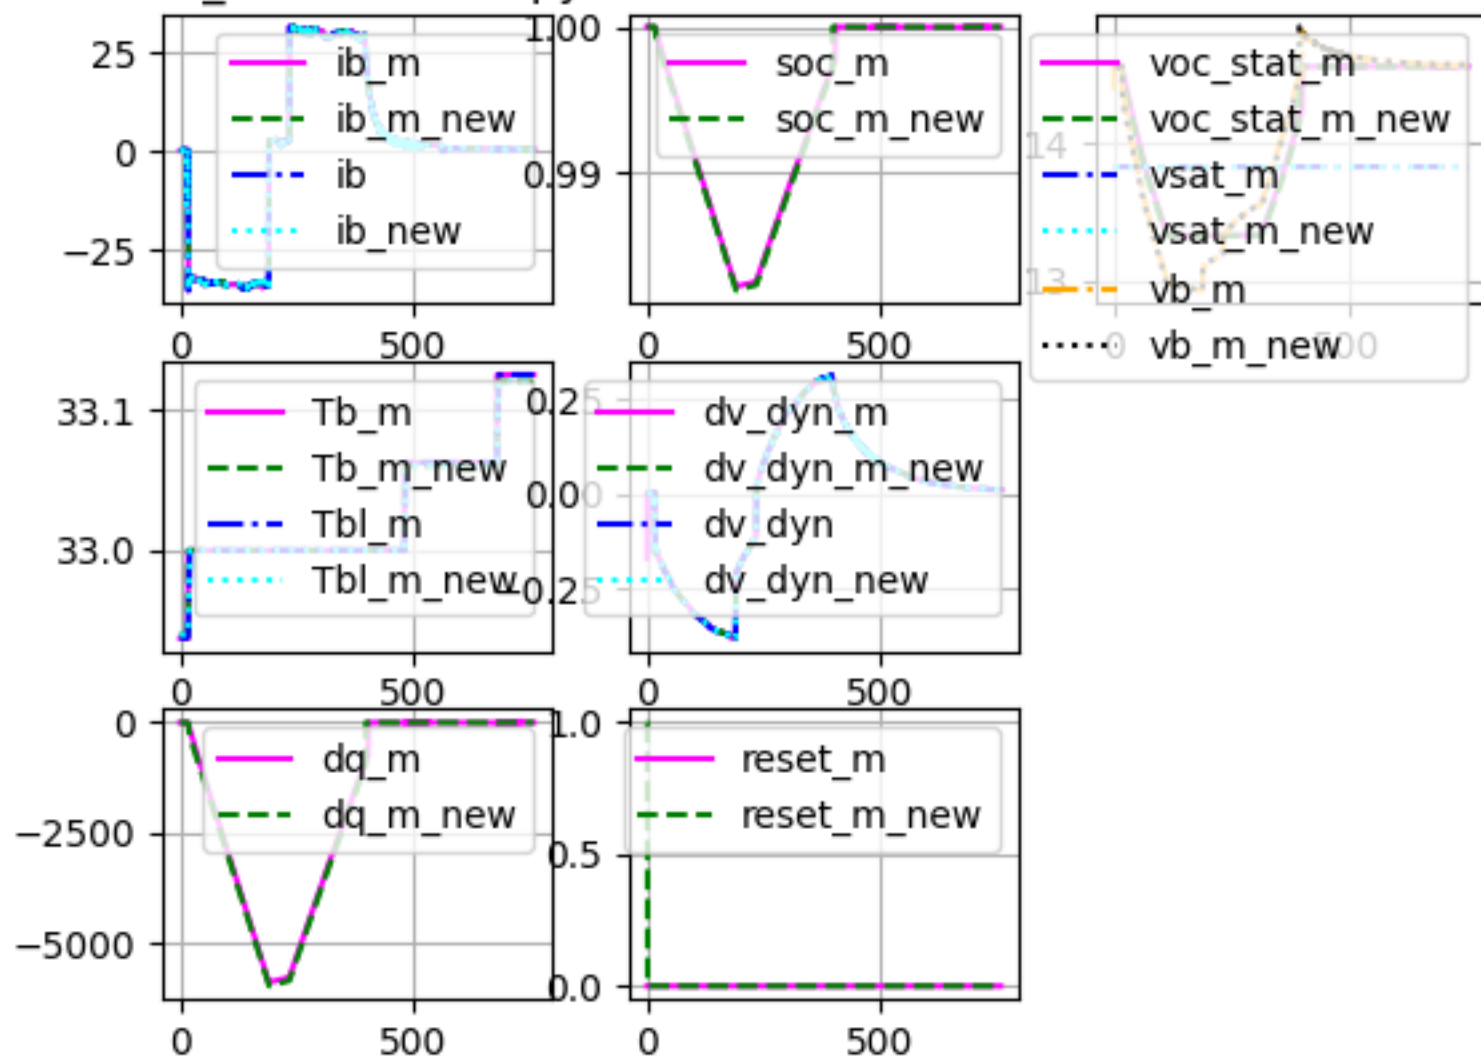 25
0
−25
ib_m
ib_m_new
ib
ib_new
0
500
1.00
0.99
soc_m
soc_m_new
0
500
14
13
voc_stat_m
voc_stat_m_new
vsat_m
vsat_m_new
vb_m
vb_m_new
0
500
33.1
33.0
Tb_m
Tb_m_new
Tbl_m
Tbl_m_new
0
500
0.00
dv_dyn_m
dv_dyn_m_new
dv_dyn
dv_dyn_new
0
500
0
−2500
−5000
dq_m
dq_m_new
0
500
1.0
0.5
0.0
reset_m
reset_m_new
0
500